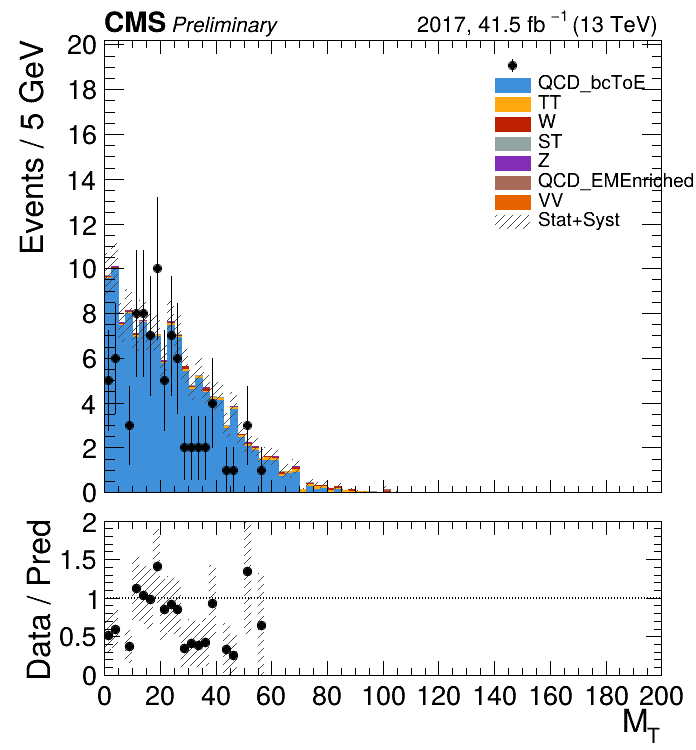 CMS Preliminary 2017, 41.5 fb⁻¹ (13 TeV)
Events / 5 GeV
20
18
16
14
12
10
8
6
4
2
0
QCD_bcToE
TT
W
ST
Z
QCD_EMEnriched
VV
Stat+Syst
Data / Pred
2
1.5
1
0.5
0
0 20 40 60 80 100 120 140 160 180 200
M_T